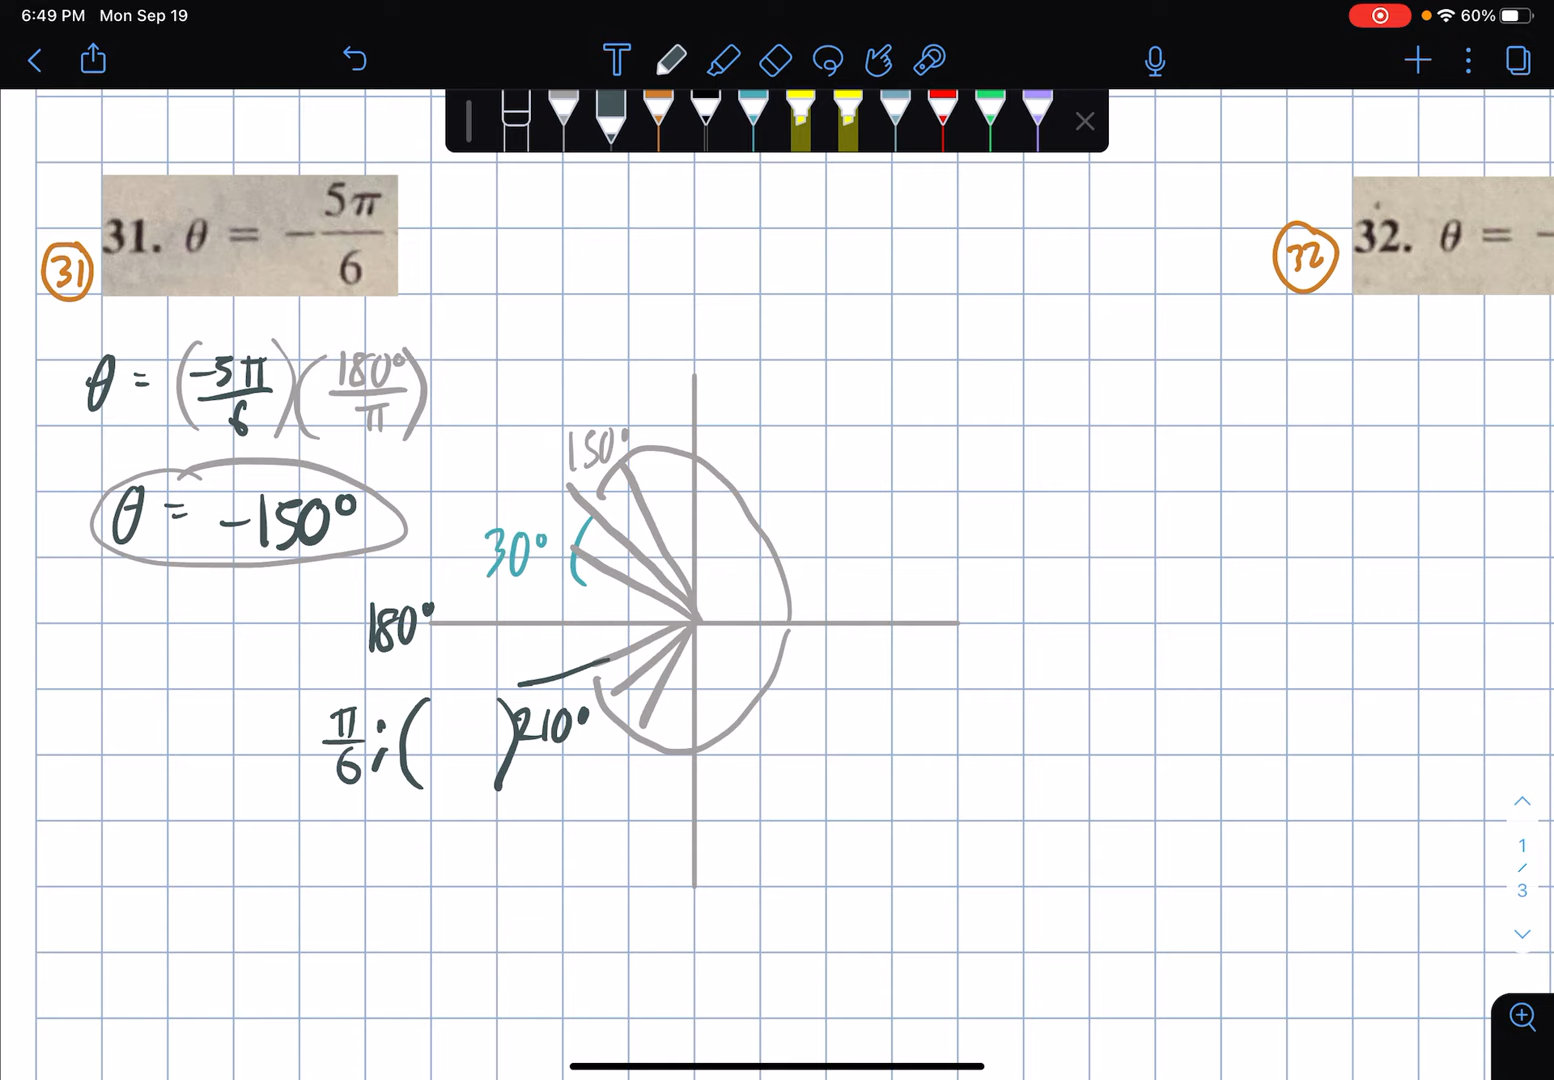 6:49 PM Mon Sep 19
60%
T
31. θ = -5π/6
31
32
32. θ = -
θ = (-5π/6)(180°/π)
θ = -150°
150°
30°
180°
π/6 ; ( )
210°
1
/
3